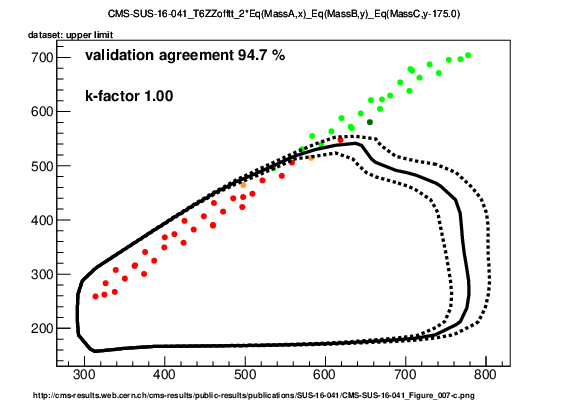 CMS-SUS-16-041_T6ZZofftt_2*Eq(MassA,x)_Eq(MassB,y)_Eq(MassC,y-175.0)
dataset: upper limit
validation agreement 94.7 %
k-factor 1.00
700
600
500
400
300
200
300 400 500 600 700 800
http://cms-results.web.cern.ch/cms-results/public-results/publications/SUS-16-041/CMS-SUS-16-041_Figure_007-c.png